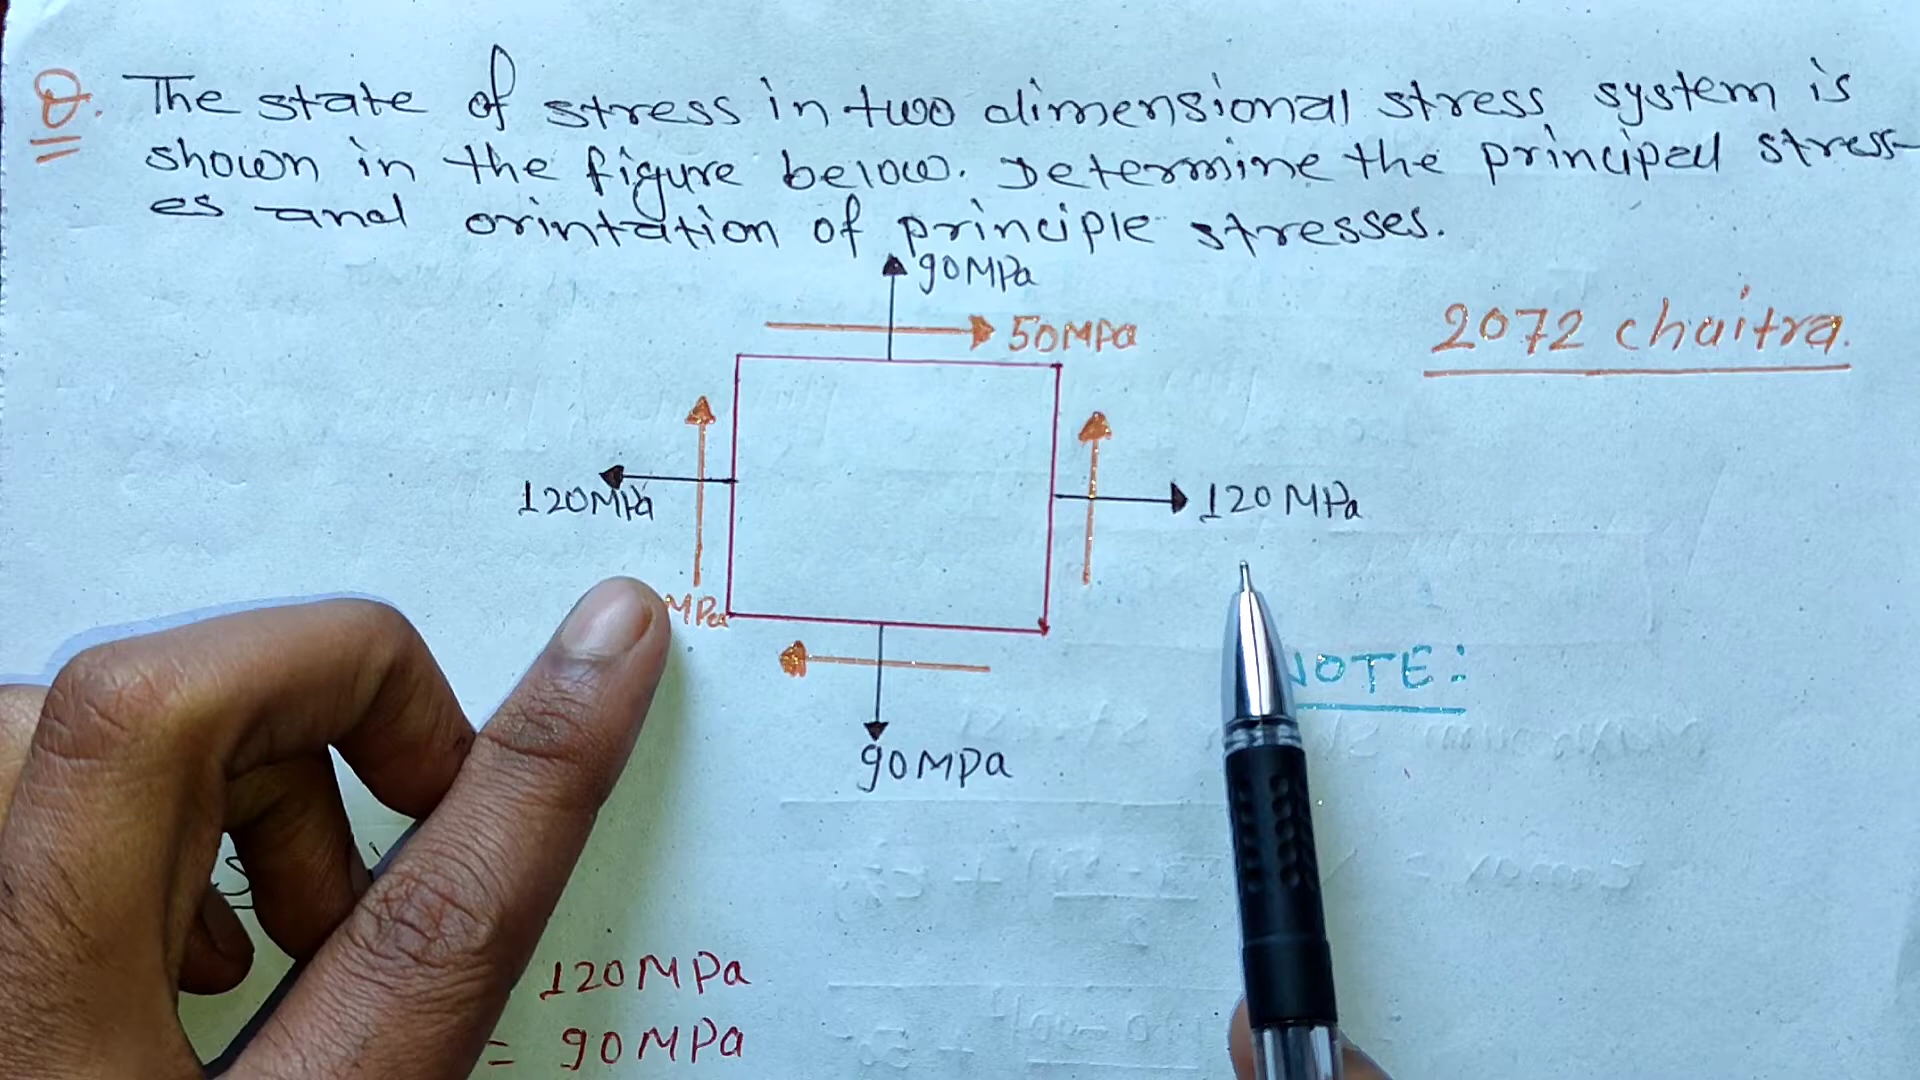 Q. The state of stress in two dimensional stress system is
shown in the figure below. Determine the principal stress-
es and orintation of principle stresses.
90MPa
50MPa
2072 chaitra.
120MPa
120 MPa
MPa
NOTE:
90MPa
120MPa
= 90MPa